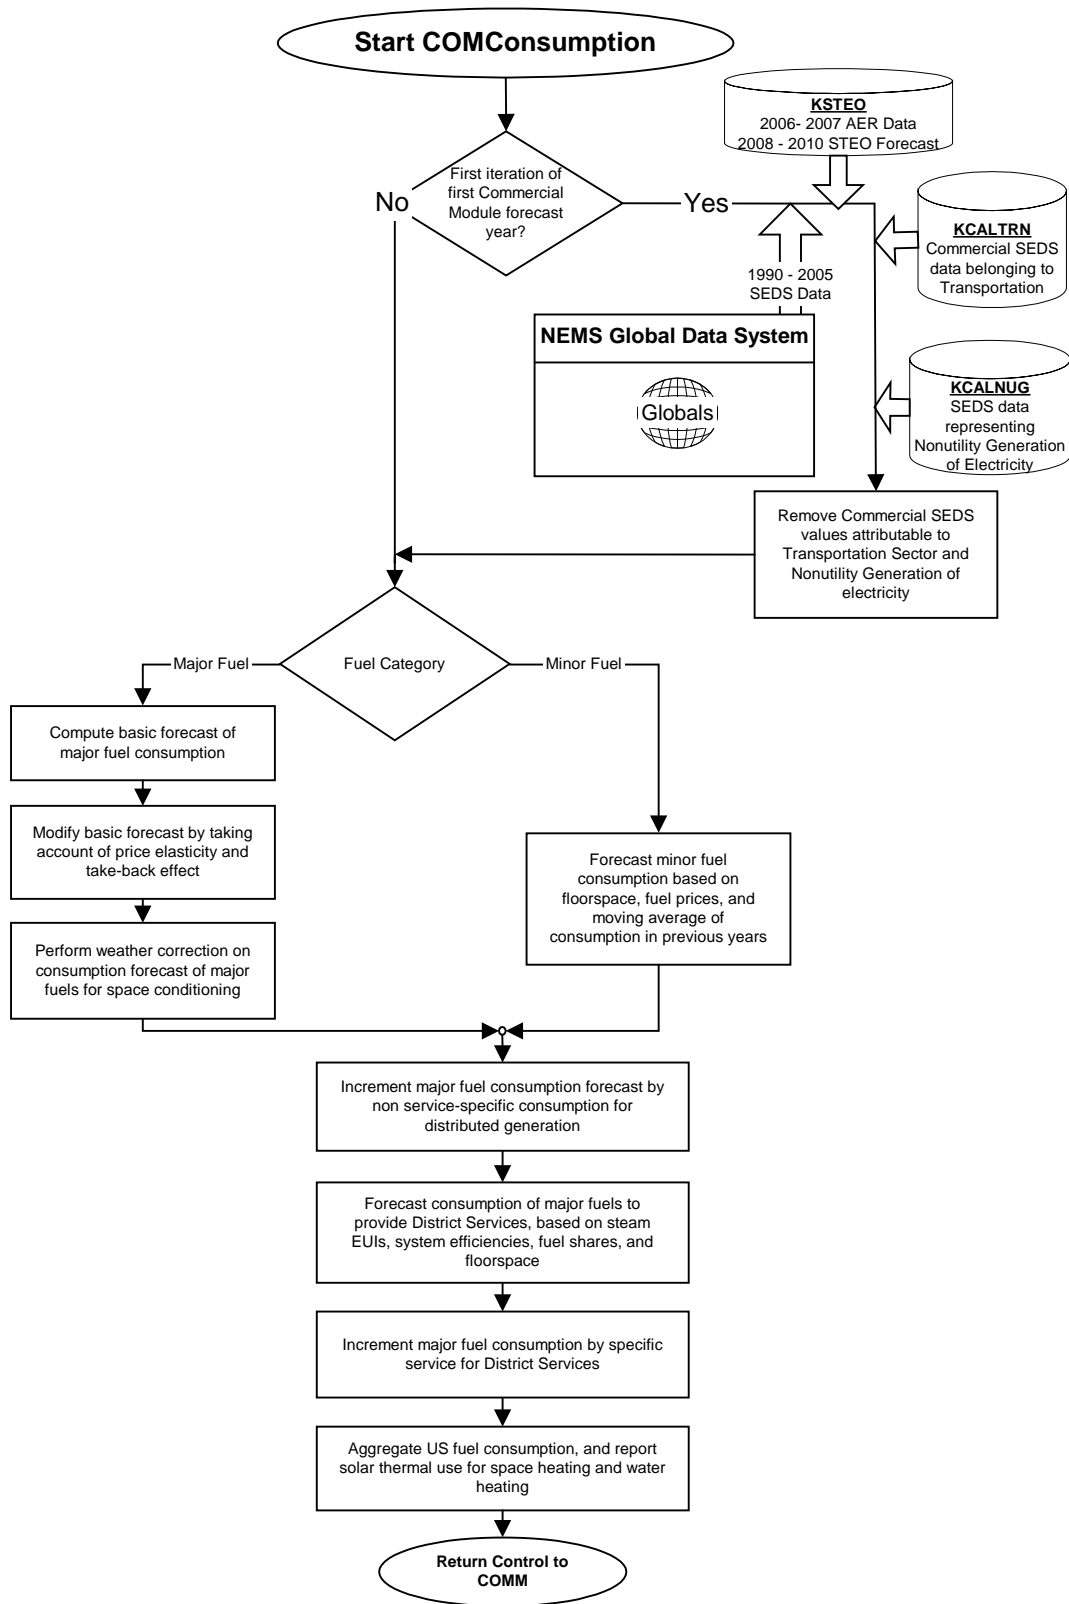 Start COMConsumption
KSTEO
2006- 2007 AER Data
2008 - 2010 STEO Forecast
First iteration of
first Commercial
Module forecast
year?
No
Yes
KCALTRN
Commercial SEDS
data belonging to
Transportation
1990 - 2005
SEDS Data
NEMS Global Data System
Globals
KCALNUG
SEDS data
representing
Nonutility Generation
of Electricity
Remove Commercial SEDS
values attributable to
Transportation Sector and
Nonutility Generation of
electricity
Major Fuel
Fuel Category
Minor Fuel
Compute basic forecast of
major fuel consumption
Modify basic forecast by taking
account of price elasticity and
take-back effect
Perform weather correction on
consumption forecast of major
fuels for space conditioning
Forecast minor fuel
consumption based on
floorspace, fuel prices, and
moving average of
consumption in previous years
Increment major fuel consumption forecast by
non service-specific consumption for
distributed generation
Forecast consumption of major fuels to
provide District Services, based on steam
EUIs, system efficiencies, fuel shares, and
floorspace
Increment major fuel consumption by specific
service for District Services
Aggregate US fuel consumption, and report
solar thermal use for space heating and water
heating
Return Control to
COMM